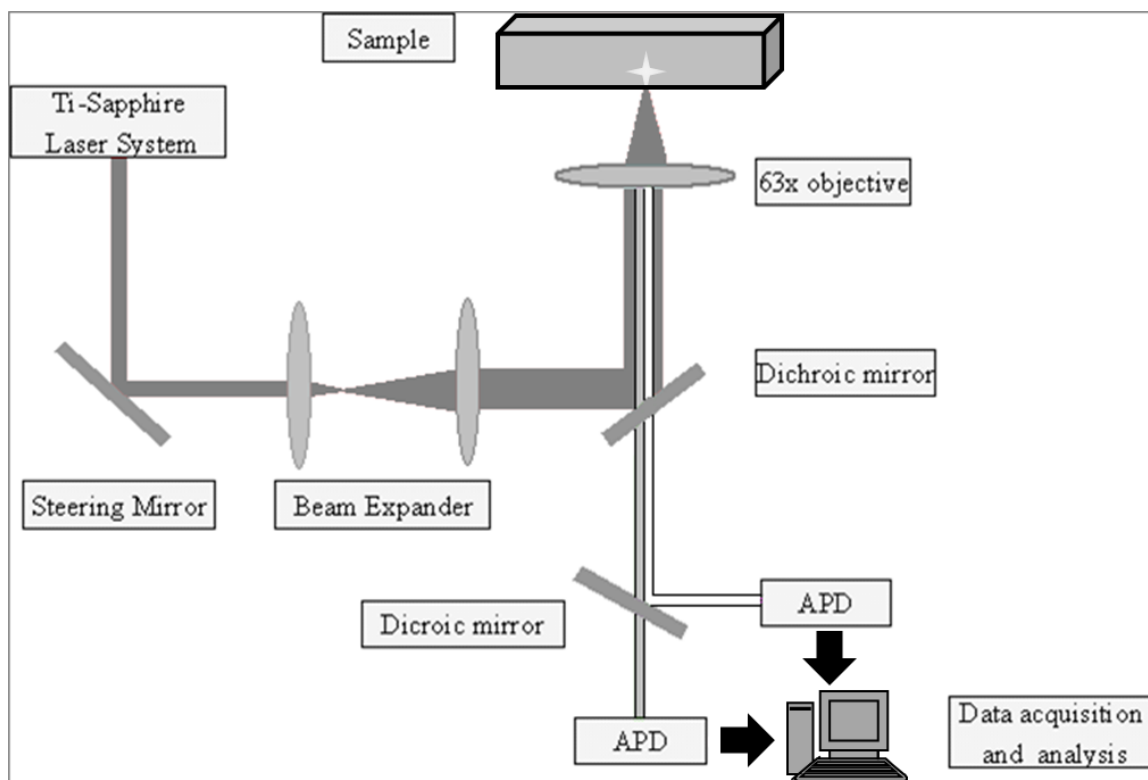 Sample
Ti-Sapphire
Laser System
63x objective
Dichroic mirror
Steering Mirror
Beam Expander
APD
Dicroic mirror
APD
Data acquisition
and analysis